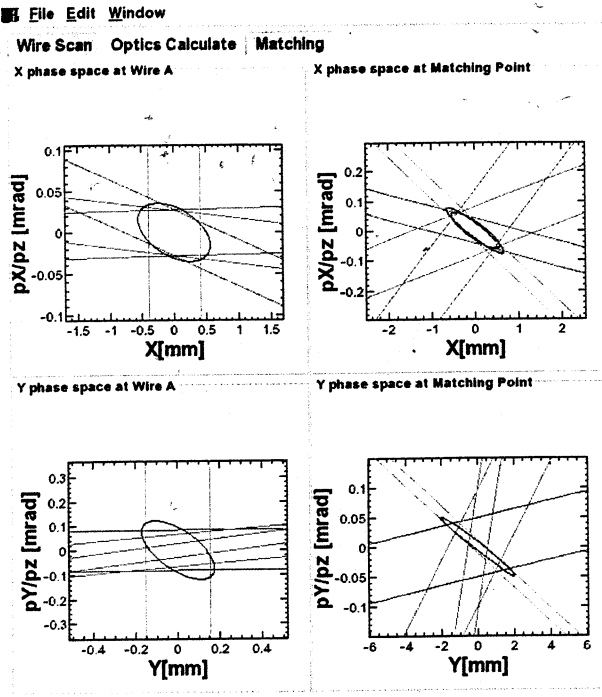 File Edit Window
Wire Scan Optics Calculate Matching
X phase space at Wire A
X phase space at Matching Point
0.1
0.05
0
-0.05
-0.1
pX/pz [mrad]
-1.5 -1 -0.5 0 0.5 1 1.5
X[mm]
0.2
0.1
0
-0.1
-0.2
pX/pz [mrad]
-2 -1 0 1 2
X[mm]
Y phase space at Wire A
Y phase space at Matching Point
0.3
0.2
0.1
0
-0.1
-0.2
-0.3
pY/pz [mrad]
-0.4 -0.2 0 0.2 0.4
Y[mm]
0.1
0.05
0
-0.05
-0.1
pY/pz [mrad]
-6 -4 -2 0 2 4 6
Y[mm]